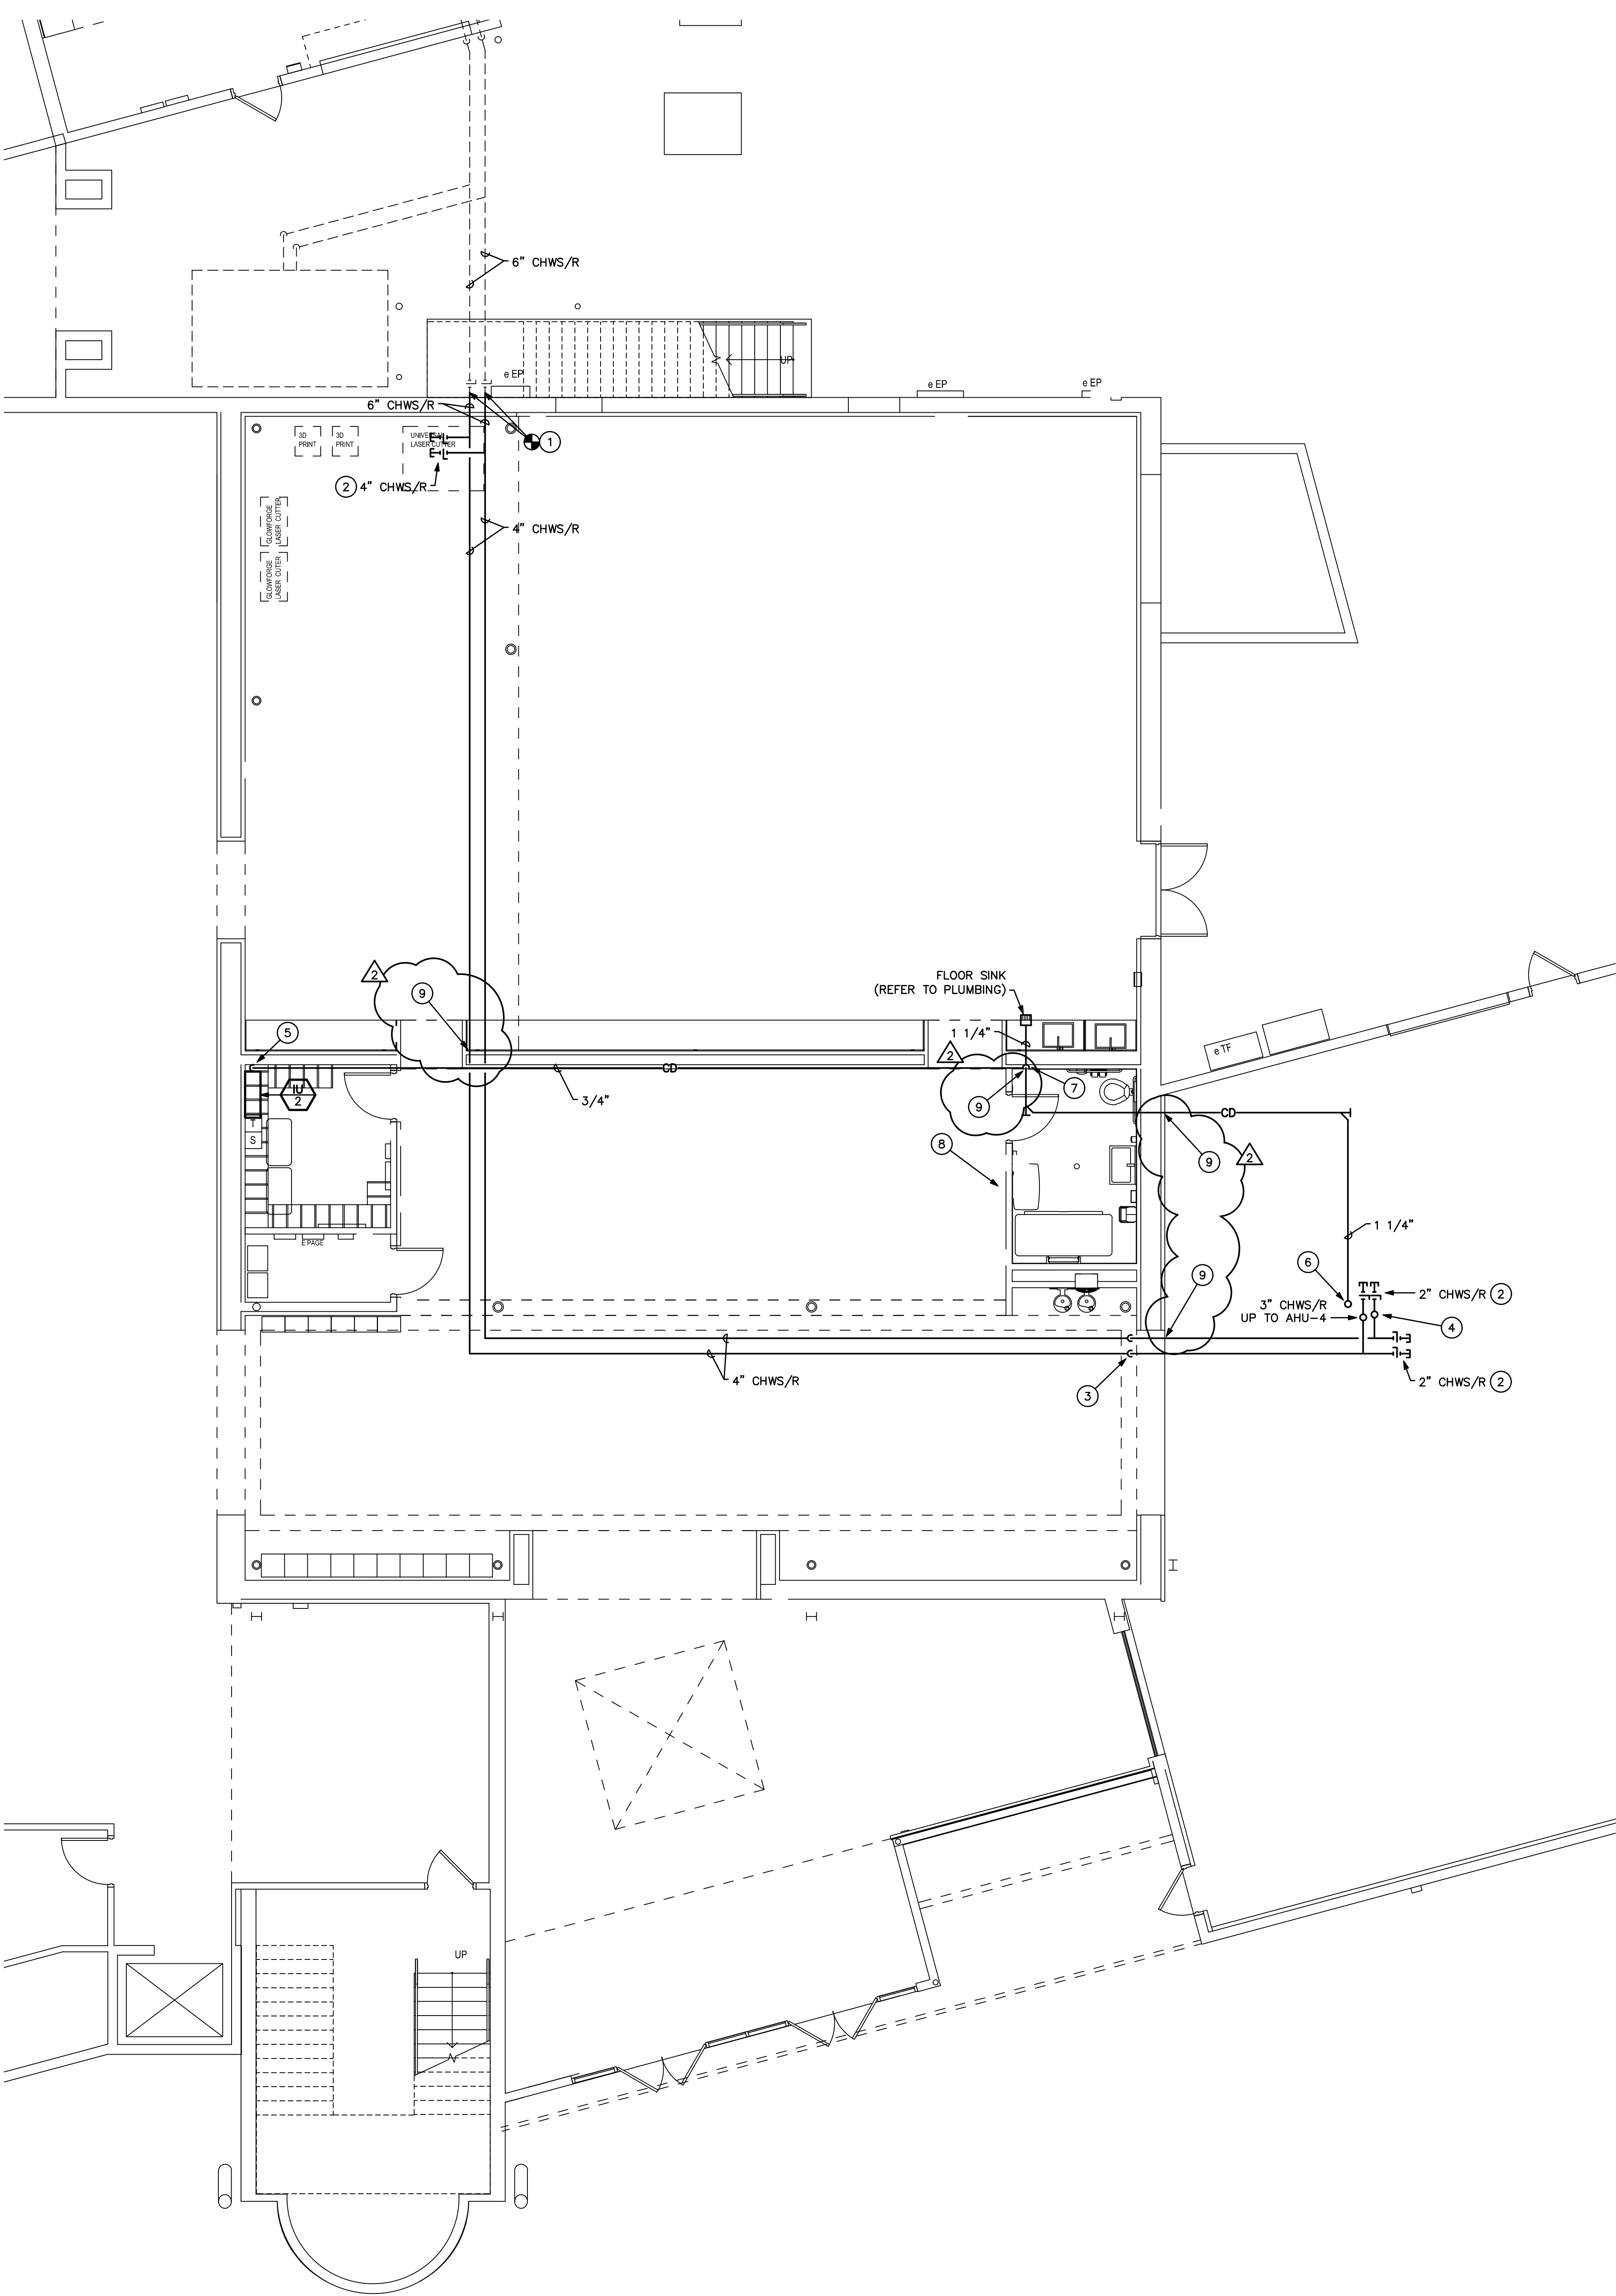 6" CHWS/R
UP
e EP
e EP
e EP
6" CHWS/R
3D
PRINT
3D
PRINT
UNIVERSAL
LASER CUTTER
1
2 4" CHWS/R
GLOWFORGE
LASER CUTTER
4" CHWS/R
GLOWFORGE
LASER CUTER
2
9
FLOOR SINK
(REFER TO PLUMBING)
5
1 1/4"
2
e TF
CD
7
IU
2
3/4"
9
CD
T
S
8
9
2
1 1/4"
E PAGE
6
9
2" CHWS/R 2
3" CHWS/R
UP TO AHU-4
4
4" CHWS/R
2" CHWS/R 2
3
UP